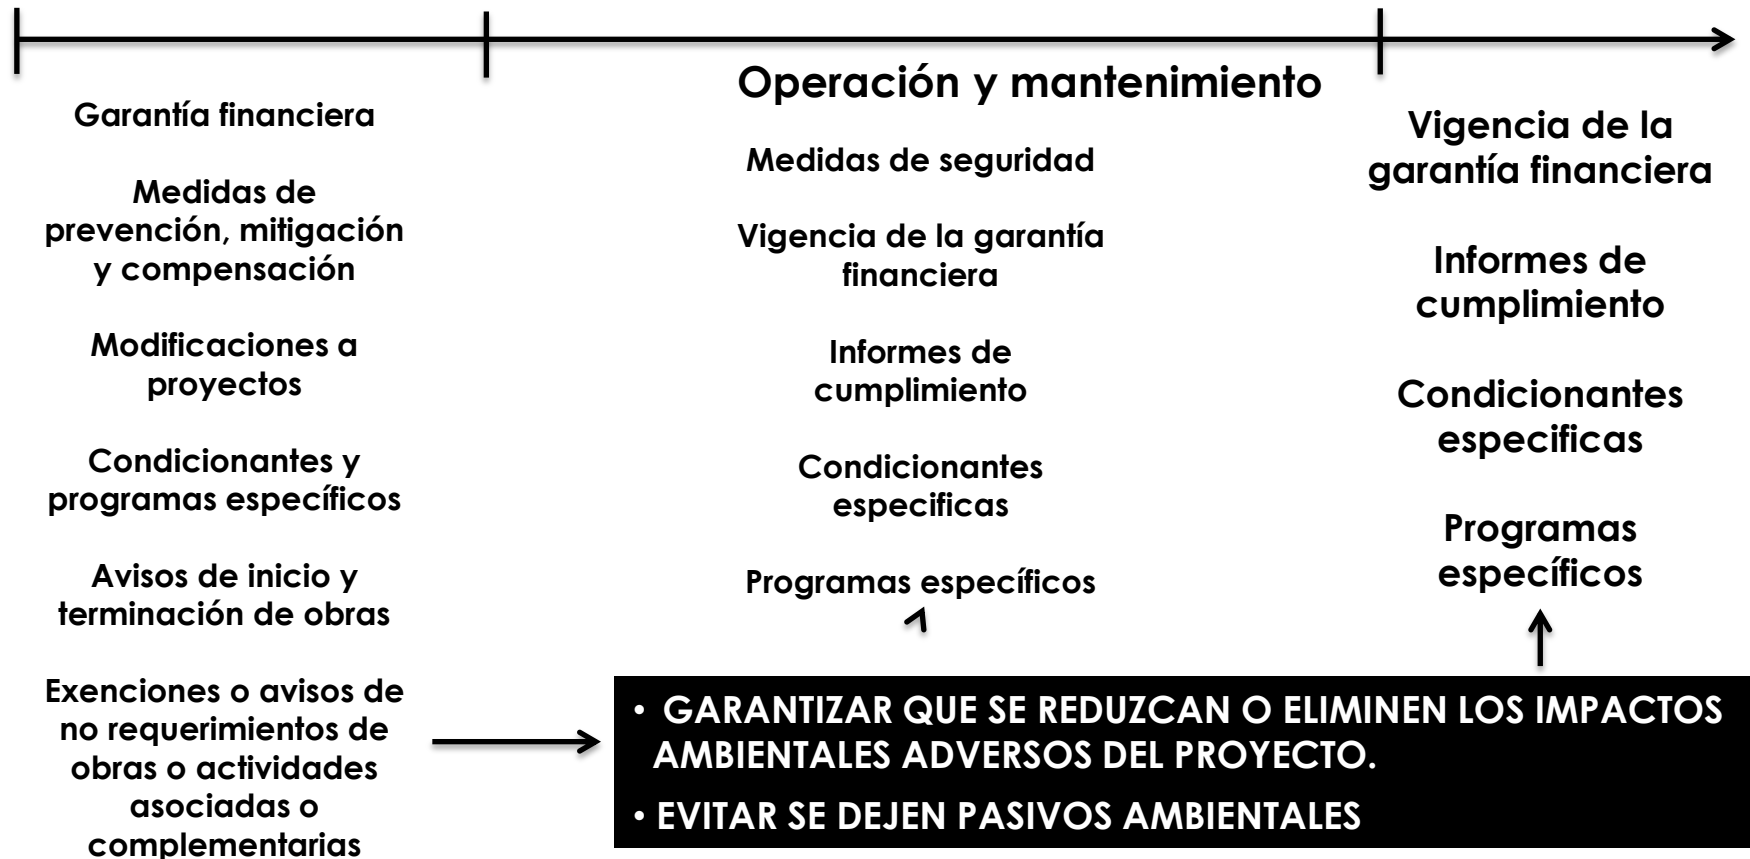 Garantía financiera
Medidas de
prevención, mitigación
y compensación
Modificaciones a
proyectos
Condicionantes y
programas específicos
Avisos de inicio y
terminación de obras
Exenciones o avisos de
no requerimientos de
obras o actividades
asociadas o
complementarias
Operación y mantenimiento
Medidas de seguridad
Vigencia de la garantía
financiera
Informes de
cumplimiento
Condicionantes
especificas
Programas específicos
Vigencia de la
garantía financiera
Informes de
cumplimiento
Condicionantes
especificas
Programas
específicos
• GARANTIZAR QUE SE REDUZCAN O ELIMINEN LOS IMPACTOS
AMBIENTALES ADVERSOS DEL PROYECTO.
• EVITAR SE DEJEN PASIVOS AMBIENTALES